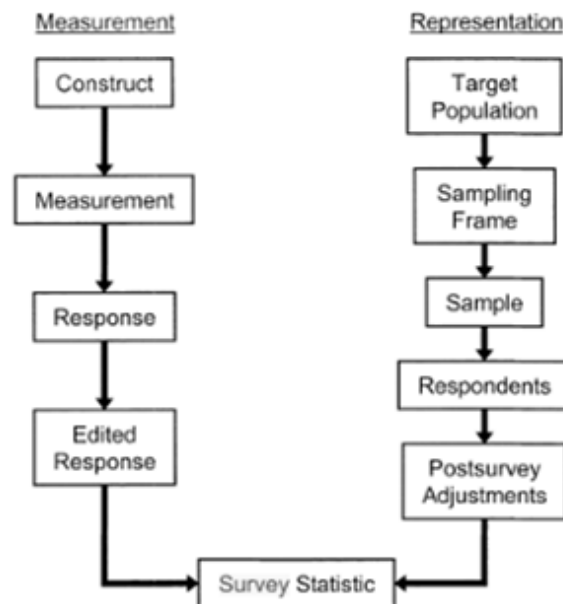 Measurement
Representation
Construct
Target
Population
Measurement
Sampling
Frame
Response
Sample
Respondents
Edited
Response
Postsurvey
Adjustments
Survey Statistic